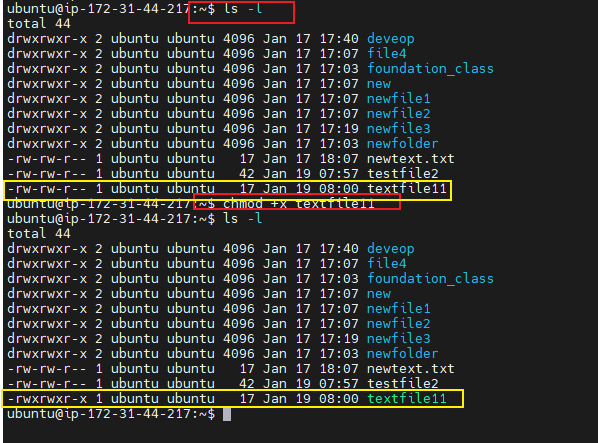 ubuntu@ip-172-31-44-217:~$ ls -l
total 44
drwxrwxr-x 2 ubuntu ubuntu 4096 Jan 17 17:40 deveop
drwxrwxr-x 2 ubuntu ubuntu 4096 Jan 17 17:07 file4
drwxrwxr-x 2 ubuntu ubuntu 4096 Jan 17 17:03 foundation_class
drwxrwxr-x 2 ubuntu ubuntu 4096 Jan 17 17:07 new
drwxrwxr-x 2 ubuntu ubuntu 4096 Jan 17 17:07 newfile1
drwxrwxr-x 2 ubuntu ubuntu 4096 Jan 17 17:07 newfile2
drwxrwxr-x 2 ubuntu ubuntu 4096 Jan 17 17:19 newfile3
drwxrwxr-x 2 ubuntu ubuntu 4096 Jan 17 17:03 newfolder
-rw-rw-r-- 1 ubuntu ubuntu   17 Jan 17 18:07 newtext.txt
-rw-rw-r-- 1 ubuntu ubuntu   42 Jan 19 07:57 testfile2
-rw-rw-r-- 1 ubuntu ubuntu   17 Jan 19 08:00 textfile11
ubuntu@ip-172-31-44-217:~$ chmod +x textfile11
ubuntu@ip-172-31-44-217:~$ ls -l
total 44
drwxrwxr-x 2 ubuntu ubuntu 4096 Jan 17 17:40 deveop
drwxrwxr-x 2 ubuntu ubuntu 4096 Jan 17 17:07 file4
drwxrwxr-x 2 ubuntu ubuntu 4096 Jan 17 17:03 foundation_class
drwxrwxr-x 2 ubuntu ubuntu 4096 Jan 17 17:07 new
drwxrwxr-x 2 ubuntu ubuntu 4096 Jan 17 17:07 newfile1
drwxrwxr-x 2 ubuntu ubuntu 4096 Jan 17 17:07 newfile2
drwxrwxr-x 2 ubuntu ubuntu 4096 Jan 17 17:19 newfile3
drwxrwxr-x 2 ubuntu ubuntu 4096 Jan 17 17:03 newfolder
-rw-rw-r-- 1 ubuntu ubuntu   17 Jan 17 18:07 newtext.txt
-rw-rw-r-- 1 ubuntu ubuntu   42 Jan 19 07:57 testfile2
-rwxrwxr-x 1 ubuntu ubuntu   17 Jan 19 08:00 textfile11
ubuntu@ip-172-31-44-217:~$